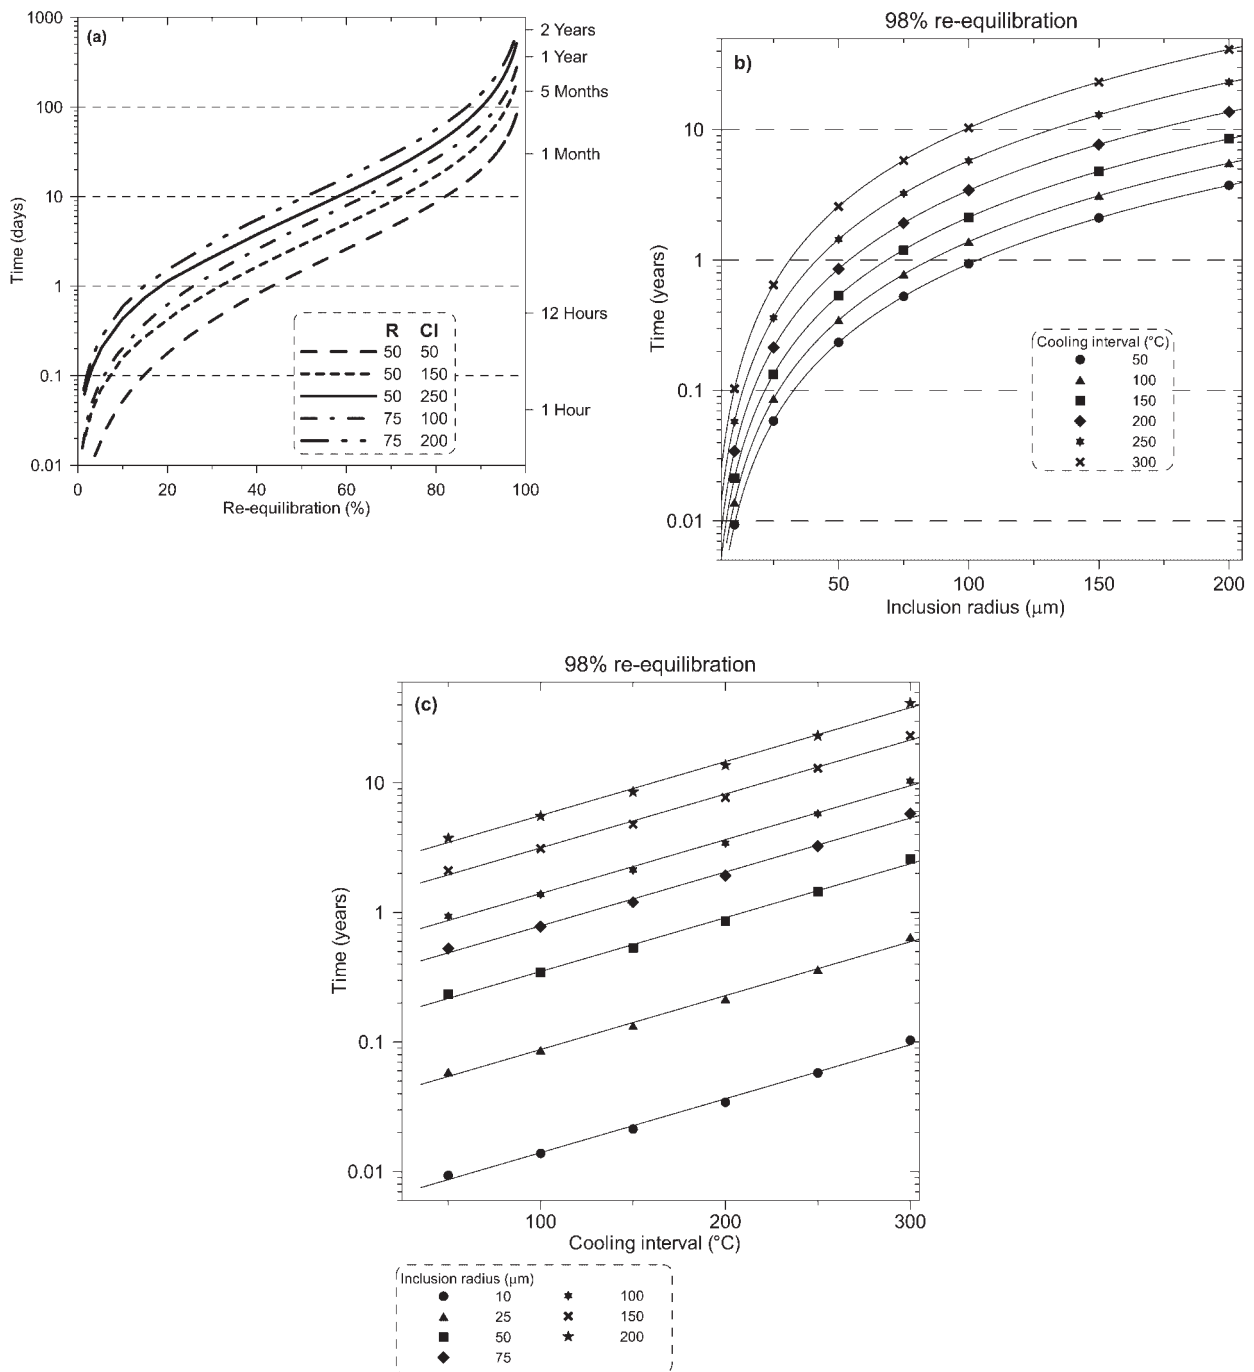 (a)
1000
100
10
1
0.1
0.01
Time (days)
2 Years
1 Year
5 Months
1 Month
12 Hours
1 Hour
R CI
50 50
50 150
50 250
75 100
75 200
0 20 40 60 80 100
Re-equilibration (%)
98% re-equilibration
b)
10
1
0.1
0.01
Time (years)
Cooling interval (°C)
50
100
150
200
250
300
50 100 150 200
Inclusion radius (μm)
98% re-equilibration
(c)
10
1
0.1
0.01
Time (years)
100 200 300
Cooling interval (°C)
Inclusion radius (μm)
10 100
25 150
50 200
75